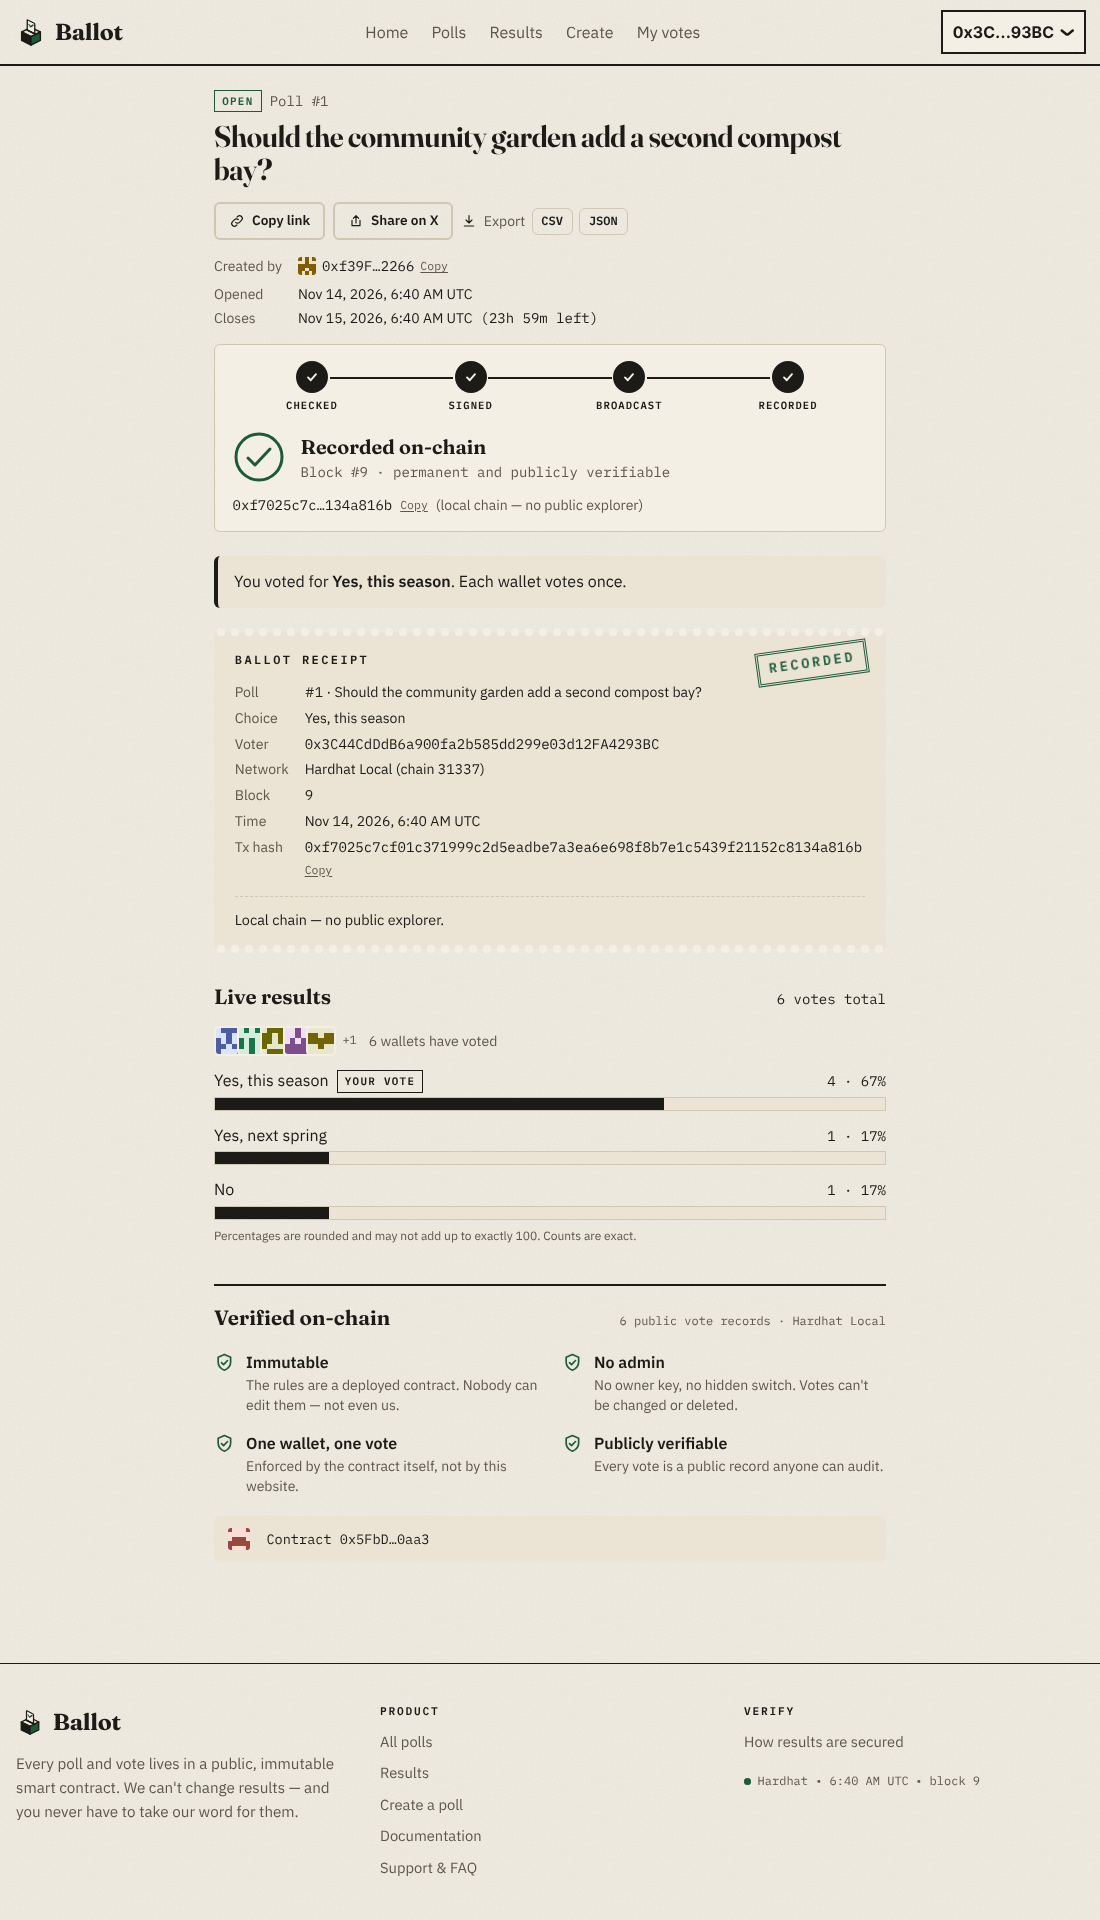 Ballot
Home Polls Results Create My votes
0x3C...93BC
OPEN Poll #1
Should the community garden add a second compost
bay?
Copy link Share on X Export CSV JSON
Created by 0xf39F…2266 Copy
Opened Nov 14, 2026, 6:40 AM UTC
Closes Nov 15, 2026, 6:40 AM UTC (23h 59m left)
CHECKED SIGNED BROADCAST RECORDED
Recorded on-chain
Block #9 · permanent and publicly verifiable
0xf7025c7c…134a816b Copy (local chain — no public explorer)
You voted for Yes, this season. Each wallet votes once.
BALLOT RECEIPT
RECORDED
Poll #1 · Should the community garden add a second compost bay?
Choice Yes, this season
Voter 0x3C44CdDdB6a900fa2b585dd299e03d12FA4293BC
Network Hardhat Local (chain 31337)
Block 9
Time Nov 14, 2026, 6:40 AM UTC
Tx hash 0xf7025c7cf01c371999c2d5eadbe7a3ea6e698f8b7e1c5439f21152c8134a816b
Copy
Local chain — no public explorer.
Live results 6 votes total
+1 6 wallets have voted
Yes, this season YOUR VOTE 4 · 67%
Yes, next spring 1 · 17%
No 1 · 17%
Percentages are rounded and may not add up to exactly 100. Counts are exact.
Verified on-chain 6 public vote records · Hardhat Local
Immutable
The rules are a deployed contract. Nobody can
edit them — not even us.
No admin
No owner key, no hidden switch. Votes can't
be changed or deleted.
One wallet, one vote
Enforced by the contract itself, not by this
website.
Publicly verifiable
Every vote is a public record anyone can audit.
Contract 0x5FbD…0aa3
Ballot
Every poll and vote lives in a public, immutable
smart contract. We can't change results — and
you never have to take our word for them.
PRODUCT
All polls
Results
Create a poll
Documentation
Support & FAQ
VERIFY
How results are secured
Hardhat • 6:40 AM UTC • block 9